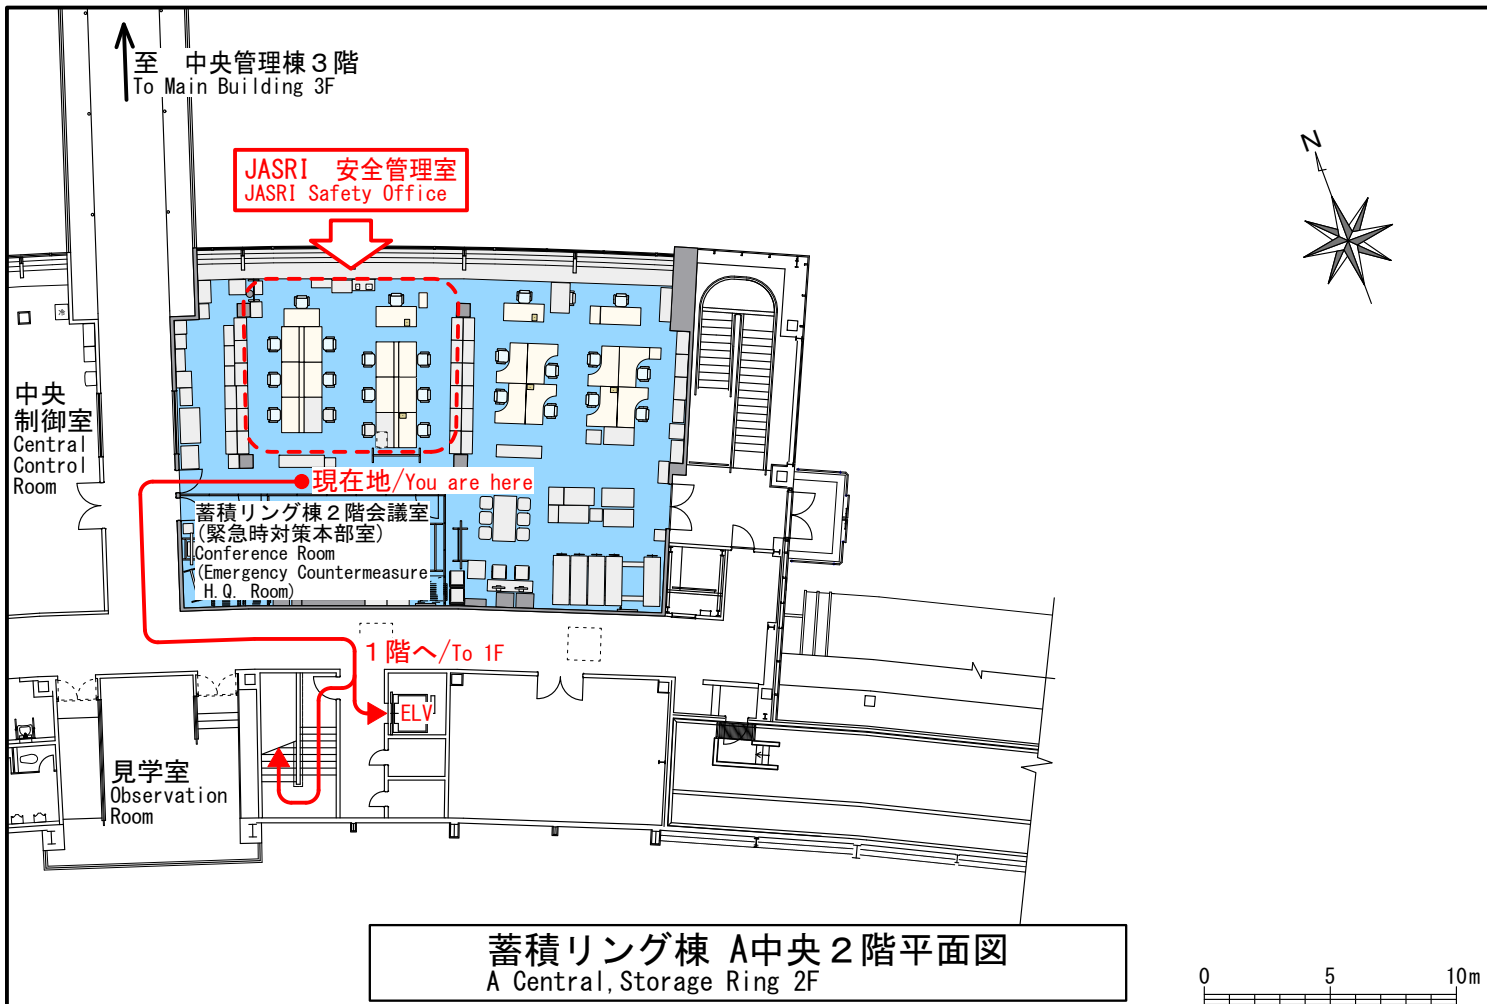 至　中央管理棟３階
To Main Building 3F
JASRI　安全管理室
JASRI Safety Office
N
中央
制御室
Central
Control
Room
現在地/You are here
蓄積リング棟２階会議室
(緊急時対策本部室)
Conference Room
(Emergency Countermeasure
H.Q. Room)
１階へ/To 1F
ELV
見学室
Observation
Room
蓄積リング棟 A中央２階平面図
A Central,Storage Ring 2F
0 5 10m